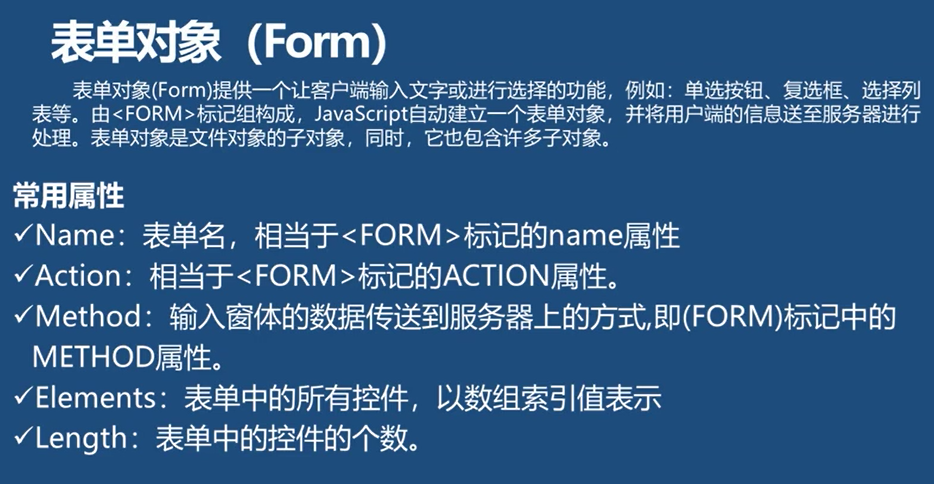 表单对象（Form）
表单对象(Form)提供一个让客户端输入文字或进行选择的功能，例如：单选按钮、复选框、选择列
表等。由<FORM>标记组构成，JavaScript自动建立一个表单对象，并将用户端的信息送至服务器进行
处理。表单对象是文件对象的子对象，同时，它也包含许多子对象。
常用属性
✓Name：表单名，相当于<FORM>标记的name属性
✓Action：相当于<FORM>标记的ACTION属性。
✓Method：输入窗体的数据传送到服务器上的方式,即(FORM)标记中的
METHOD属性。
✓Elements：表单中的所有控件，以数组索引值表示
✓Length：表单中的控件的个数。